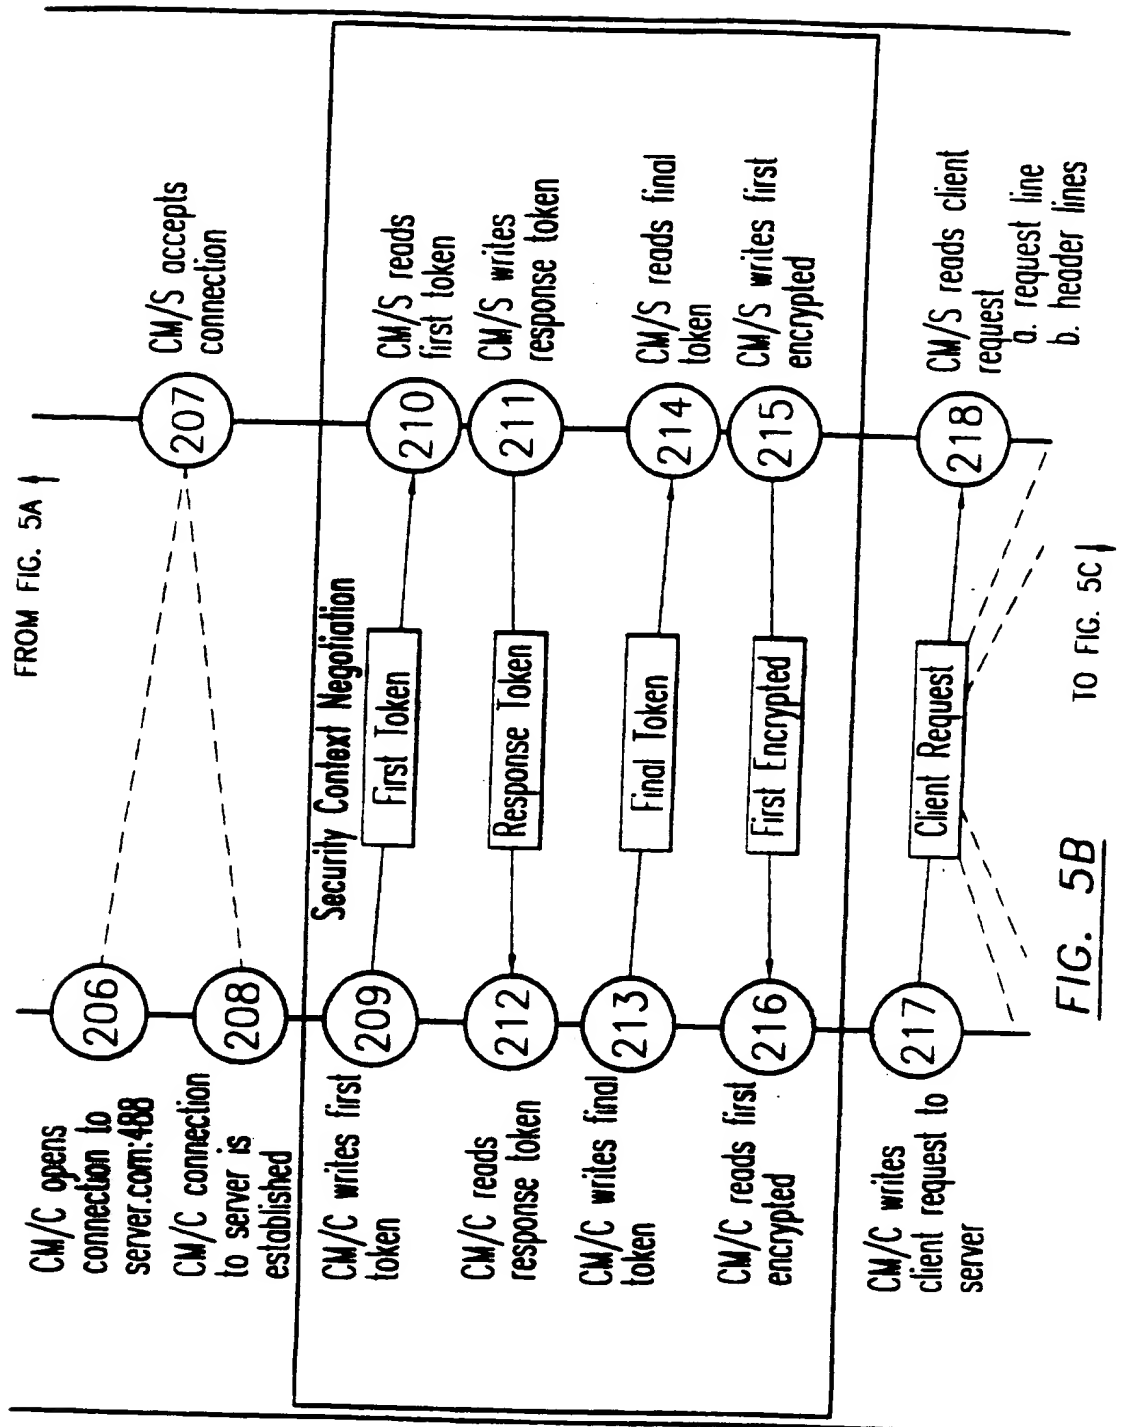 FROM FIG. 5A
CM/C opens
connection to
server.com:488
206
207
CM/S accepts
connection
CM/C connection
to server is
established
208
Security Context Negotiation
CM/C writes first
token
209
First Token
210
CM/S reads
first token
CM/C reads
response token
212
Response Token
211
CM/S writes
response token
CM/C writes final
token
213
Final Token
214
CM/S reads final
token
CM/C reads first
encrypted
216
First Encrypted
215
CM/S writes first
encrypted
CM/C writes
client request to
server
217
Client Request
218
CM/S reads client
request
a. request line
b. header lines
TO FIG. 5C
FIG. 5B